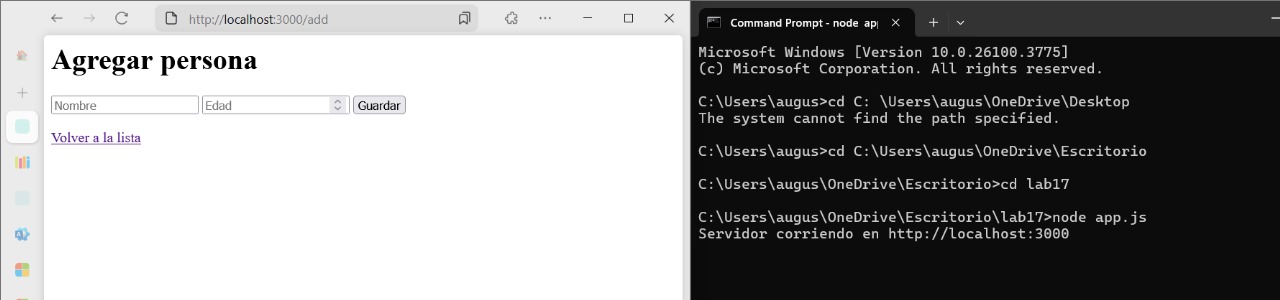 http://localhost:3000/add
Agregar persona
Nombre
Edad
Guardar
Volver a la lista
Command Prompt - node ap
Microsoft Windows [Version 10.0.26100.3775]
(c) Microsoft Corporation. All rights reserved.
C:\Users\augus>cd C: \Users\augus\OneDrive\Desktop
The system cannot find the path specified.
C:\Users\augus>cd C:\Users\augus\OneDrive\Escritorio
C:\Users\augus\OneDrive\Escritorio>cd lab17
C:\Users\augus\OneDrive\Escritorio\lab17>node app.js
Servidor corriendo en http://localhost:3000